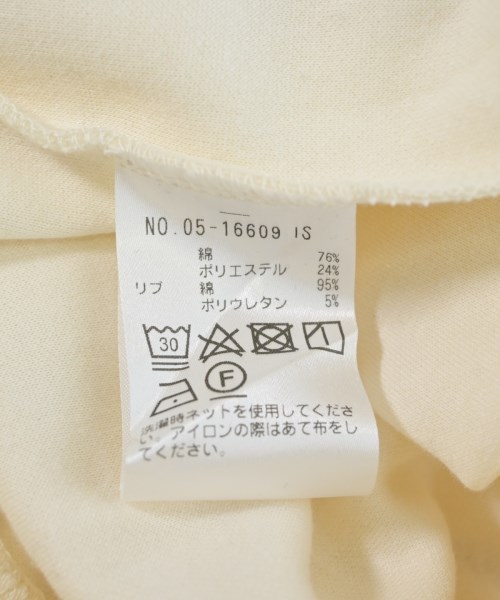 NO.05-16609 IS
綿 76%
ポリエステル 24%
リブ 綿 95%
ポリウレタン 5%
30
F
洗濯時ネットを使用してくださ
い。アイロンの際はあて布をし
てください。